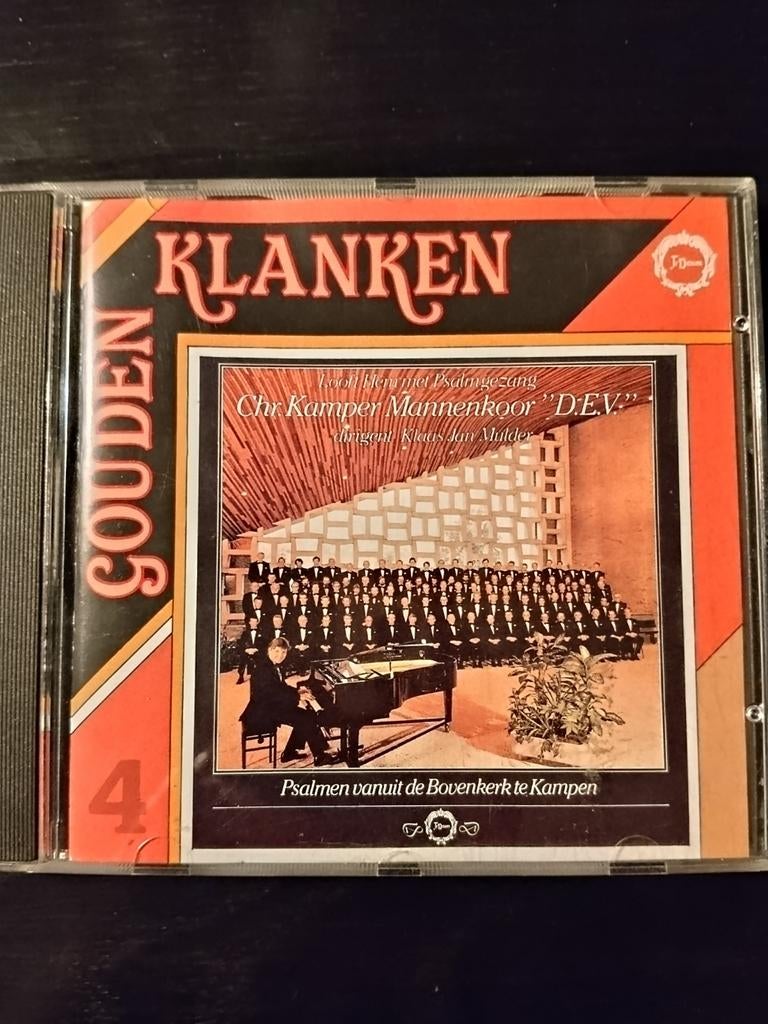 GOUDEN
KLANKEN
Looft Hem met Psalmgezang
Chr. Kamper Mannenkoor "D.E.V."
dirigent Klaas Jan Mulder
Psalmen vanuit de Bovenkerk te Kampen
4